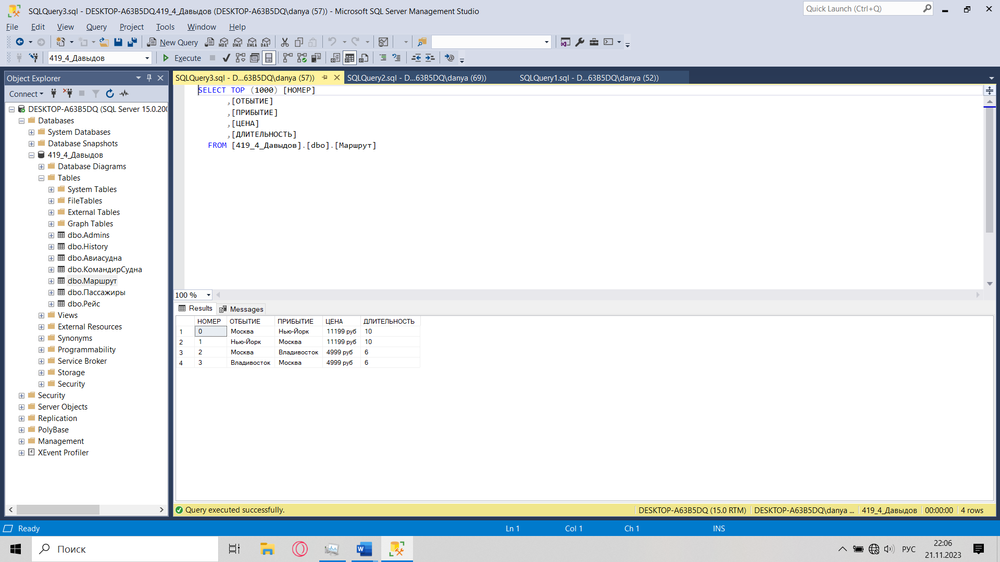 SQLQuery3.sql - DESKTOP-A63B5DQ.419_4_Давыдов (DESKTOP-A63B5DQ\danya (57)) - Microsoft SQL Server Management Studio
Quick Launch (Ctrl+Q)
File Edit View Query Project Tools Window Help
New Query
MDX DMX XMLA DAX
419_4_Давыдов
Execute
Object Explorer
SQLQuery3.sql - D...63B5DQ\danya (57))
SQLQuery2.sql - D...63B5DQ\danya (69))
SQLQuery1.sql - D...63B5DQ\danya (52))
Connect
DESKTOP-A63B5DQ (SQL Server 15.0.200
Databases
System Databases
Database Snapshots
419_4_Давыдов
Database Diagrams
Tables
System Tables
FileTables
External Tables
Graph Tables
dbo.Admins
dbo.History
dbo.Авиасудна
dbo.КомандирСудна
dbo.Маршрут
dbo.Пассажиры
dbo.Рейс
Views
External Resources
Synonyms
Programmability
Service Broker
Storage
Security
Security
Server Objects
Replication
PolyBase
Management
XEvent Profiler
SELECT TOP (1000) [НОМЕР]
,[ОТБЫТИЕ]
,[ПРИБЫТИЕ]
,[ЦЕНА]
,[ДЛИТЕЛЬНОСТЬ]
FROM [419_4_Давыдов].[dbo].[Маршрут]
100 %
Results Messages
НОМЕР ОТБЫТИЕ ПРИБЫТИЕ ЦЕНА ДЛИТЕЛЬНОСТЬ
1 0 Москва Нью-Йорк 11199 руб 10
2 1 Нью-Йорк Москва 11199 руб 10
3 2 Москва Владивосток 4999 руб 6
4 3 Владивосток Москва 4999 руб 6
Query executed successfully.
DESKTOP-A63B5DQ (15.0 RTM) DESKTOP-A63B5DQ\danya ... 419_4_Давыдов 00:00:00 4 rows
Ready Ln 1 Col 1 Ch 1 INS
Поиск
РУС
22:06
21.11.2023